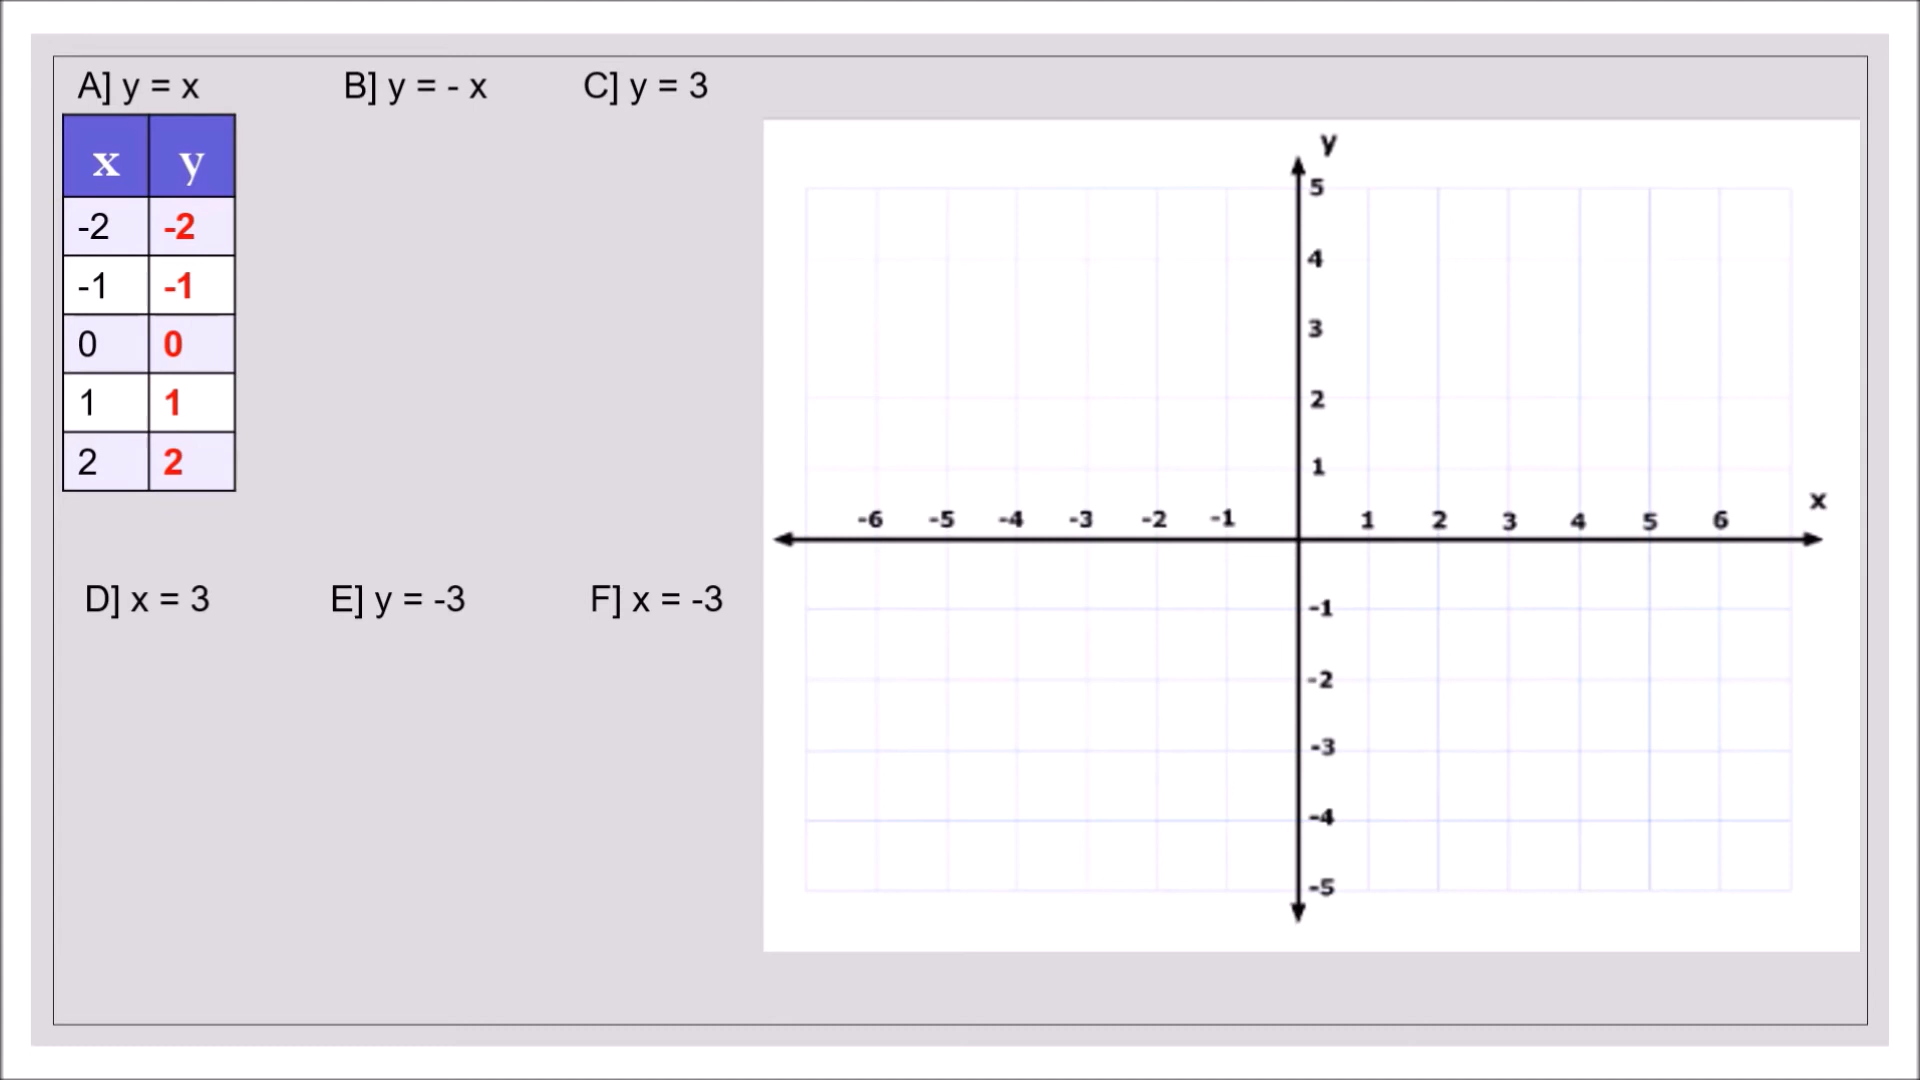 A] y = x
B] y = - x
C] y = 3
x y
-2 -2
-1 -1
0 0
1 1
2 2
D] x = 3
E] y = -3
F] x = -3
y
5
4
3
2
1
x
-6 -5 -4 -3 -2 -1 1 2 3 4 5 6
-1
-2
-3
-4
-5